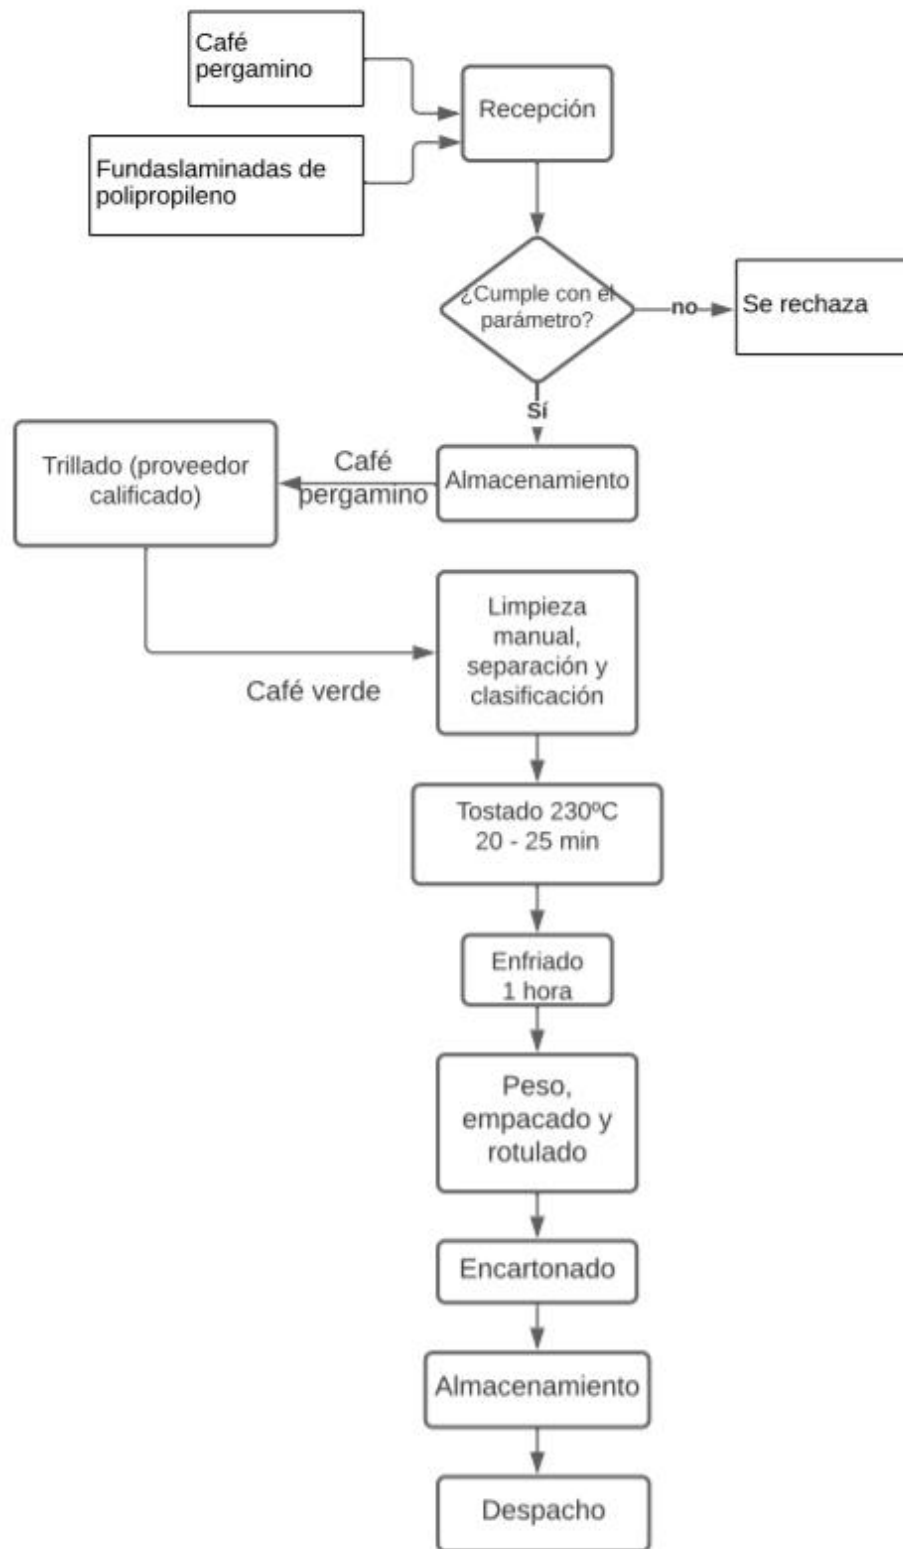 Café
pergamino
Recepción
Fundaslaminadas de
polipropileno
¿Cumple con el
parámetro?
no
Se rechaza
Sí
Almacenamiento
Café
pergamino
Trillado (proveedor
calificado)
Café verde
Limpieza
manual,
separación y
clasificación
Tostado 230ºC
20 - 25 min
Enfriado
1 hora
Peso,
empacado y
rotulado
Encartonado
Almacenamiento
Despacho